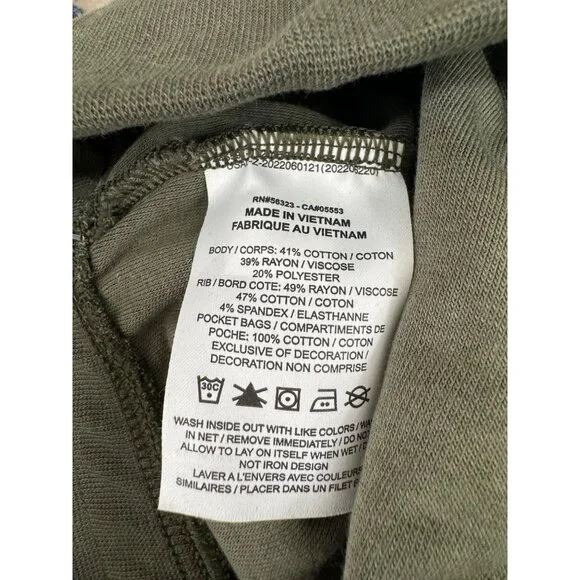 RN#56323 - CA#05553
MADE IN VIETNAM
FABRIQUE AU VIETNAM
BODY / CORPS: 41% COTTON / COTON
39% RAYON / VISCOSE
20% POLYESTER
RIB / BORD COTE: 49% RAYON / VISCOSE
47% COTTON / COTON
4% SPANDEX / ELASTHANNE
POCKET BAGS / COMPARTIMENTS DE
POCHE: 100% COTTON / COTON
EXCLUSIVE OF DECORATION /
DECORATION NON COMPRISE
30C
WASH INSIDE OUT WITH LIKE COLORS /
IN NET / REMOVE IMMEDIATELY / DO
ALLOW TO LAY ON ITSELF WHEN WET /
NOT IRON DESIGN
LAVER A L'ENVERS AVEC
SIMILAIRES / PLACER DANS UN FILET